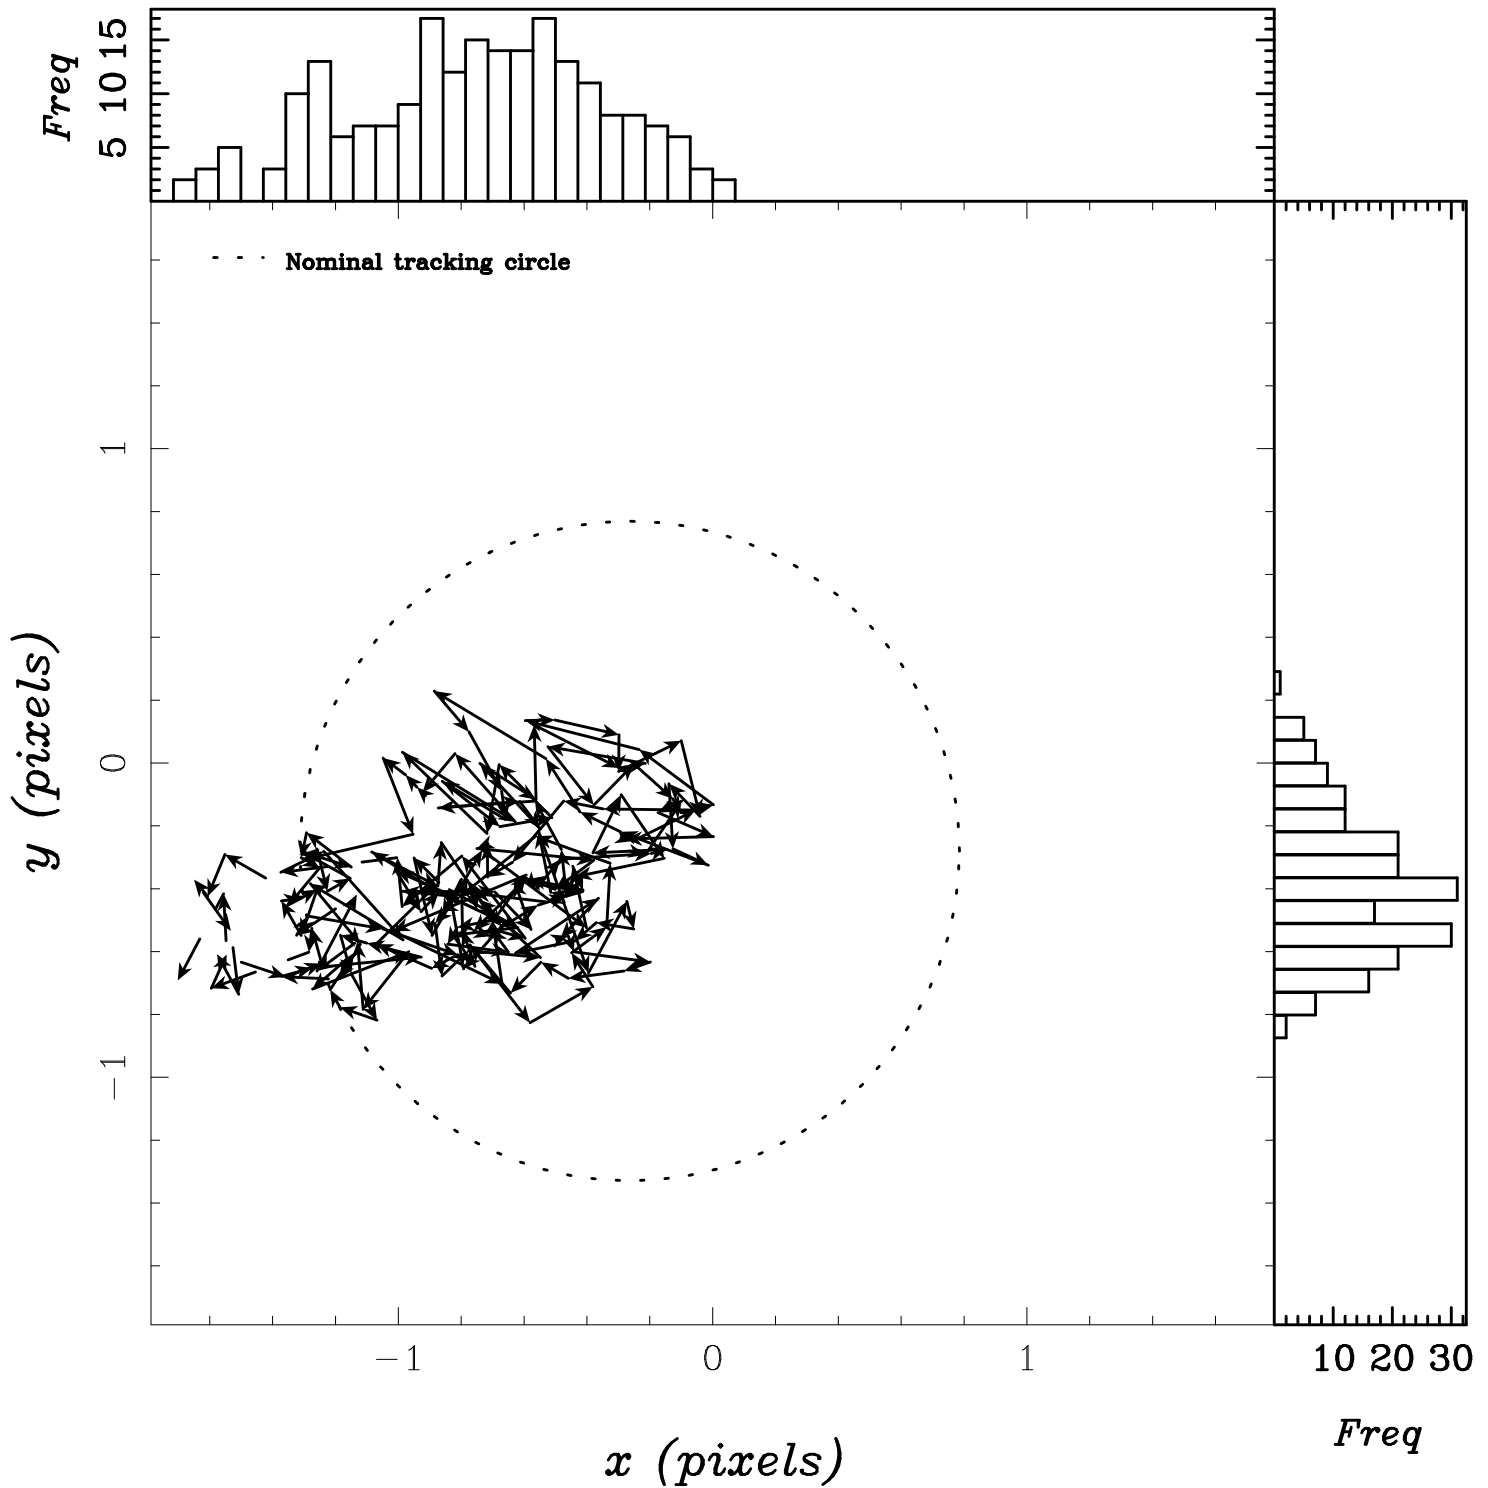 Freq
5 10 15
Nominal tracking circle
y (pixels)
1
0
−1
−1 0 1
x (pixels)
10 20 30
Freq